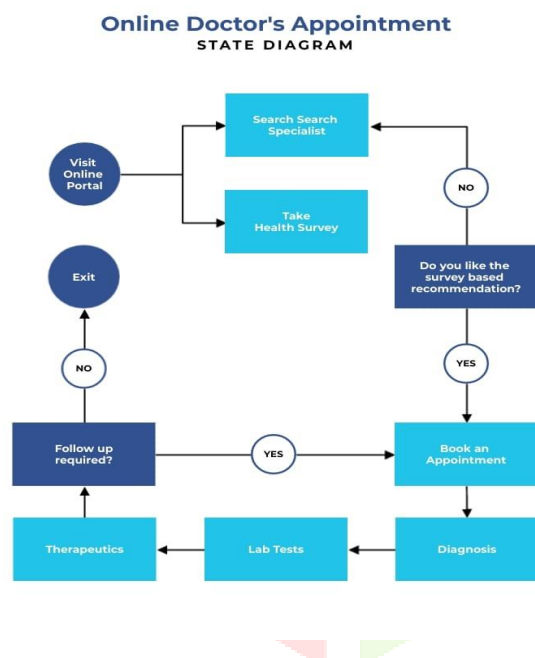 Online Doctor's Appointment
STATE DIAGRAM
Search Search
Specialist
Visit
Online
Portal
NO
Take
Health Survey
Exit
Do you like the
survey based
recommendation?
NO
YES
Follow up
required?
YES
Book an
Appointment
Therapeutics
Lab Tests
Diagnosis